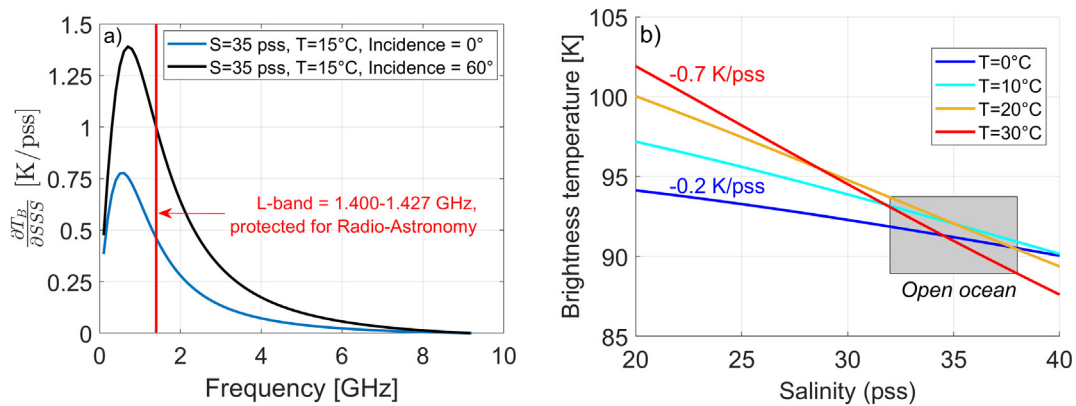 a)
S=35 pss, T=15°C, Incidence = 0°
S=35 pss, T=15°C, Incidence = 60°
1.5
1.25
1
0.75
0.5
0.25
0
∂T_B/∂SSS [K/pss]
L-band = 1.400-1.427 GHz,
protected for Radio-Astronomy
0 2 4 6 8 10
Frequency [GHz]
b)
T=0°C
T=10°C
T=20°C
T=30°C
-0.7 K/pss
-0.2 K/pss
Open ocean
105
100
95
90
85
Brightness temperature [K]
20 25 30 35 40
Salinity (pss)